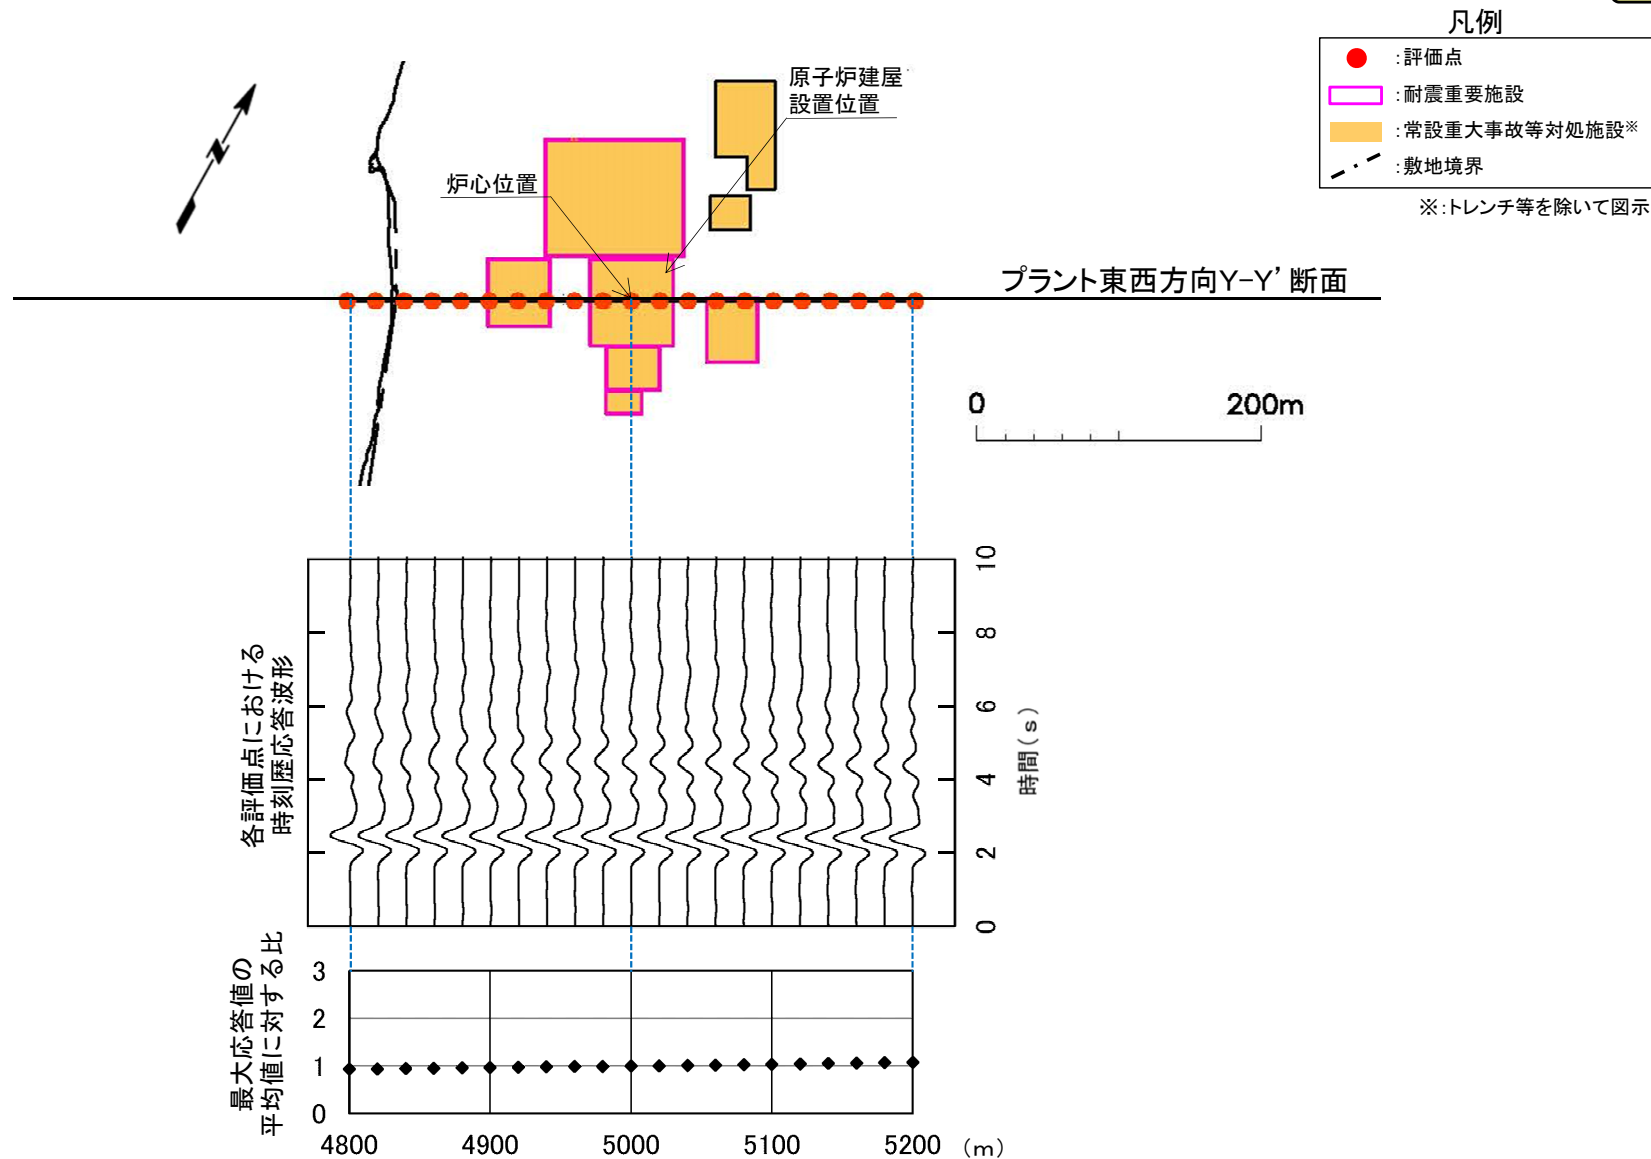 凡例
:評価点
:耐震重要施設
:常設重大事故等対処施設※
:敷地境界
※:トレンチ等を除いて図示
原子炉建屋
設置位置
炉心位置
N
プラント東西方向Y-Y’断面
0
200m
各評価点における
時刻歴応答波形
10
8
6
4
2
0
時間(s)
最大応答値の
平均値に対する比
3
2
1
0
4800
4900
5000
5100
5200
(m)